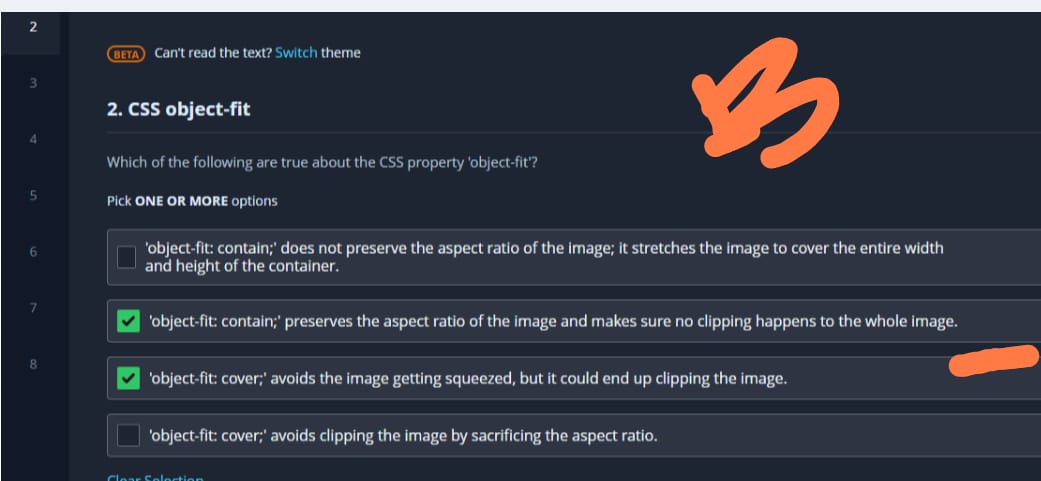 2
BETA Can't read the text? Switch theme
3
2. CSS object-fit
4
Which of the following are true about the CSS property 'object-fit'?
5
Pick ONE OR MORE options
6
'object-fit: contain;' does not preserve the aspect ratio of the image; it stretches the image to cover the entire width
and height of the container.
7
'object-fit: contain;' preserves the aspect ratio of the image and makes sure no clipping happens to the whole image.
8
'object-fit: cover;' avoids the image getting squeezed, but it could end up clipping the image.
'object-fit: cover;' avoids clipping the image by sacrificing the aspect ratio.
Clear Selection